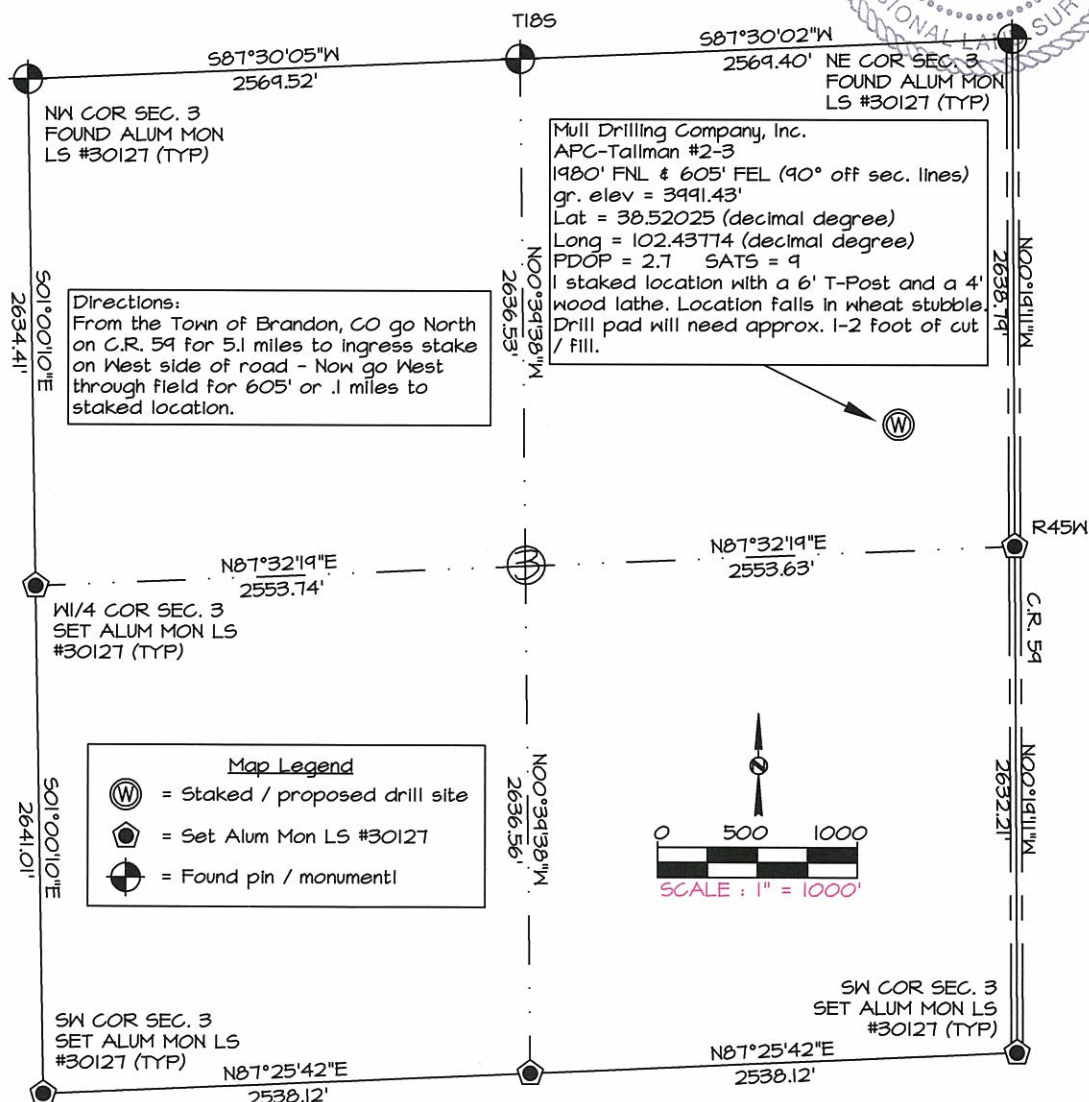 SIONAL LAND SUR
T18S
S87°30'05"W
2569.52'
S87°30'02"W
2569.40'
NW COR SEC. 3
FOUND ALUM MON
LS #30127 (TYP)
NE COR SEC. 3
FOUND ALUM MON
LS #30127 (TYP)
Mull Drilling Company, Inc.
APC-Tallman #2-3
1980' FNL & 605' FEL (90° off sec. lines)
gr. elev = 3991.43'
Lat = 38.52025 (decimal degree)
Long = 102.43774 (decimal degree)
PDOP = 2.7 SATS = 9
I staked location with a 6' T-Post and a 4'
wood lathe. Location falls in wheat stubble.
Drill pad will need approx. 1-2 foot of cut
/ fill.
S01°00'10"E
2634.41'
N00°39'38"W
2636.53'
N00°19'11"W
2638.79'
Directions:
From the Town of Brandon, CO go North
on C.R. 59 for 5.1 miles to ingress stake
on West side of road - Now go West
through field for 605' or .1 miles to
staked location.
W
R45W
N87°32'19"E
2553.74'
3
N87°32'19"E
2553.63'
W1/4 COR SEC. 3
SET ALUM MON LS
#30127 (TYP)
C.R. 59
Map Legend
W = Staked / proposed drill site
= Set Alum Mon LS #30127
= Found pin / monument1
S01°00'10"E
2641.01'
N00°39'38"W
2636.56'
N
N00°19'11"W
2632.21'
0 500 1000
SCALE : 1" = 1000'
SW COR SEC. 3
SET ALUM MON LS
#30127 (TYP)
SW COR SEC. 3
SET ALUM MON LS
#30127 (TYP)
N87°25'42"E
2538.12'
N87°25'42"E
2538.12'